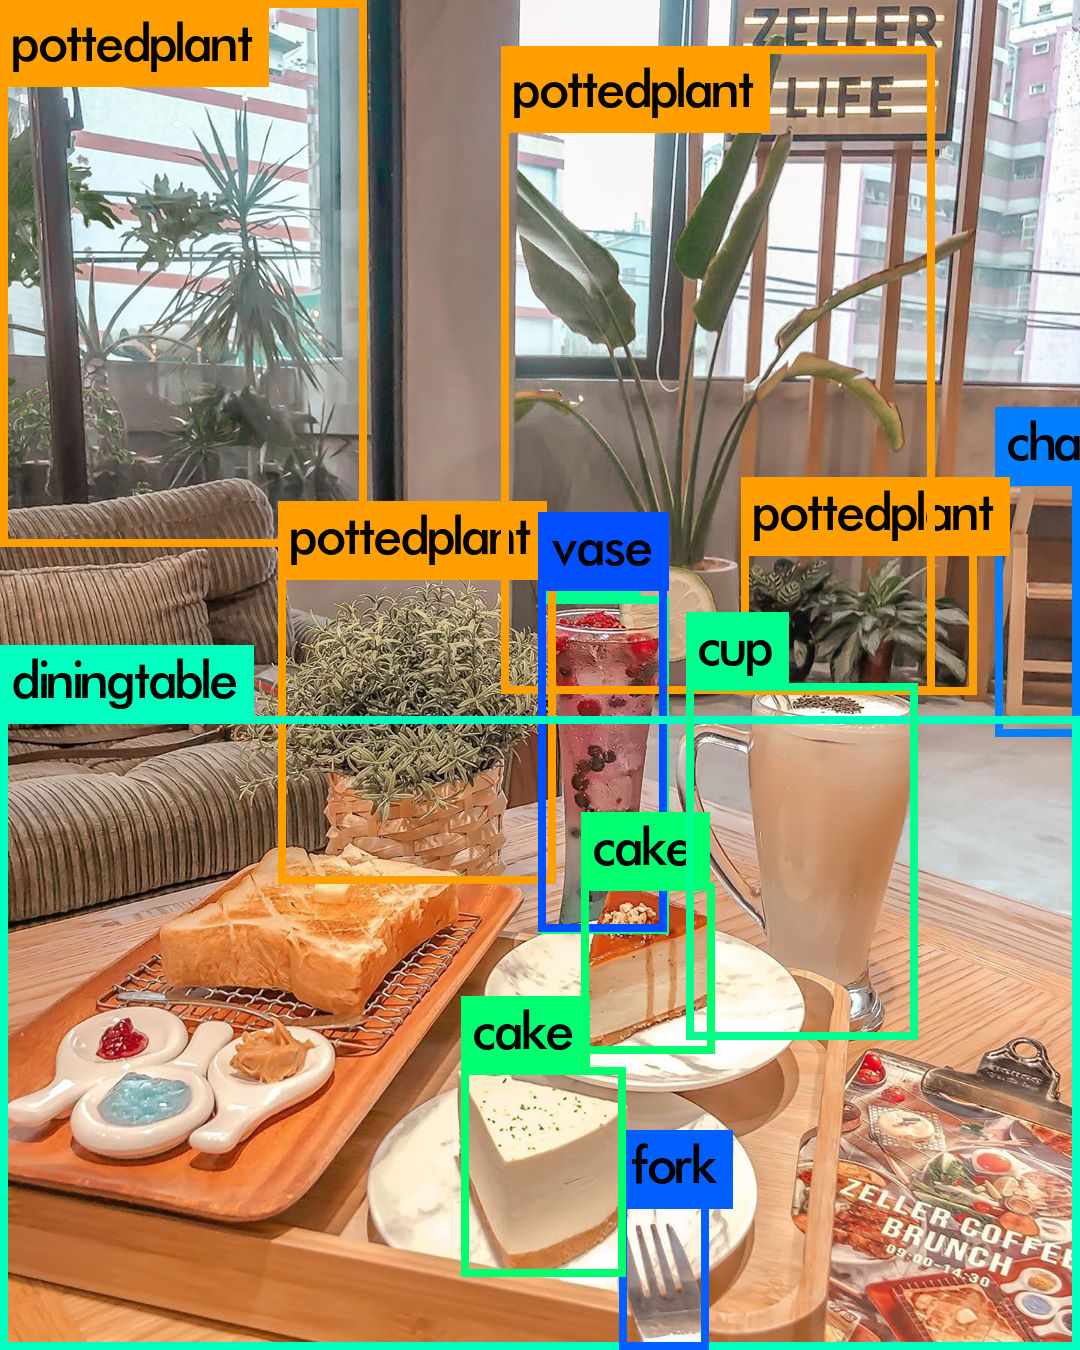 pottedplant
ZELLER
pottedplant
LIFE
cha
pottedplant
pottedplant
vase
cup
diningtable
cake
cake
fork
ZELLER COFFEE
BRUNCH
09:00-14:30